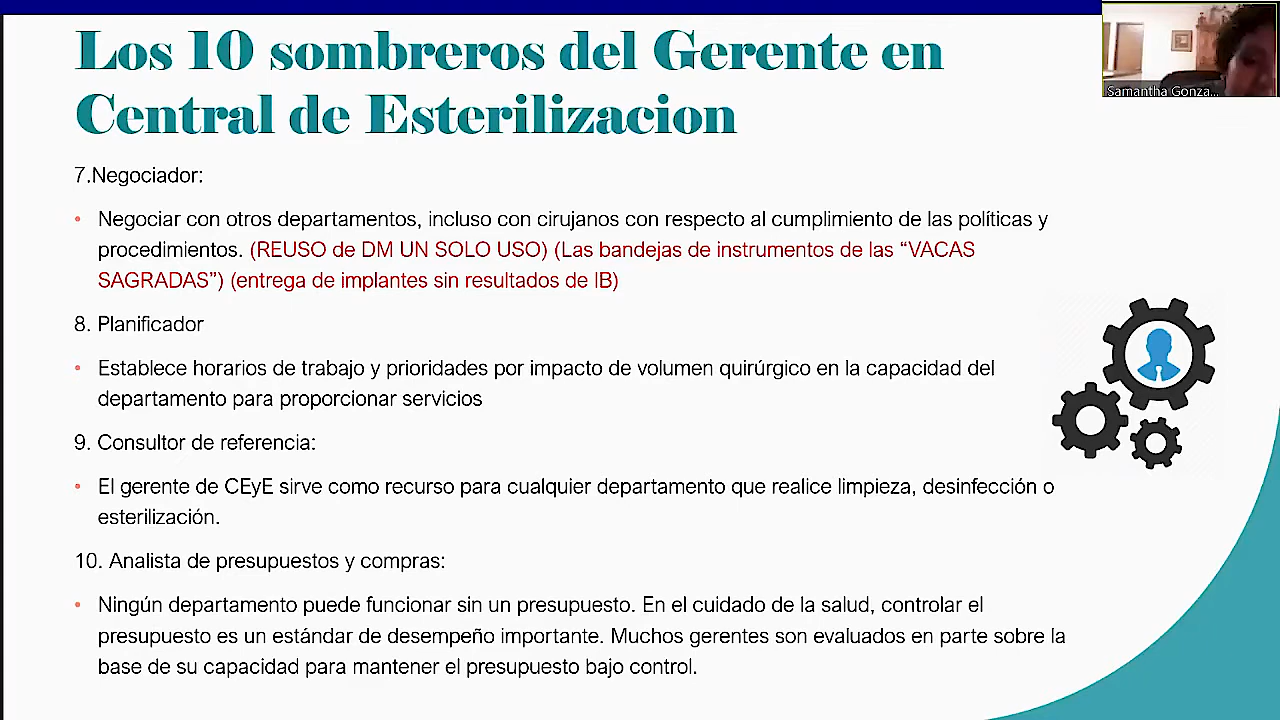 Los 10 sombreros del Gerente en
Central de Esterilizacion
Samantha Gonza...
7.Negociador:
• Negociar con otros departamentos, incluso con cirujanos con respecto al cumplimiento de las políticas y
procedimientos. (REUSO de DM UN SOLO USO) (Las bandejas de instrumentos de las “VACAS
SAGRADAS”) (entrega de implantes sin resultados de IB)
8. Planificador
• Establece horarios de trabajo y prioridades por impacto de volumen quirúrgico en la capacidad del
departamento para proporcionar servicios
9. Consultor de referencia:
• El gerente de CEyE sirve como recurso para cualquier departamento que realice limpieza, desinfección o
esterilización.
10. Analista de presupuestos y compras:
• Ningún departamento puede funcionar sin un presupuesto. En el cuidado de la salud, controlar el
presupuesto es un estándar de desempeño importante. Muchos gerentes son evaluados en parte sobre la
base de su capacidad para mantener el presupuesto bajo control.